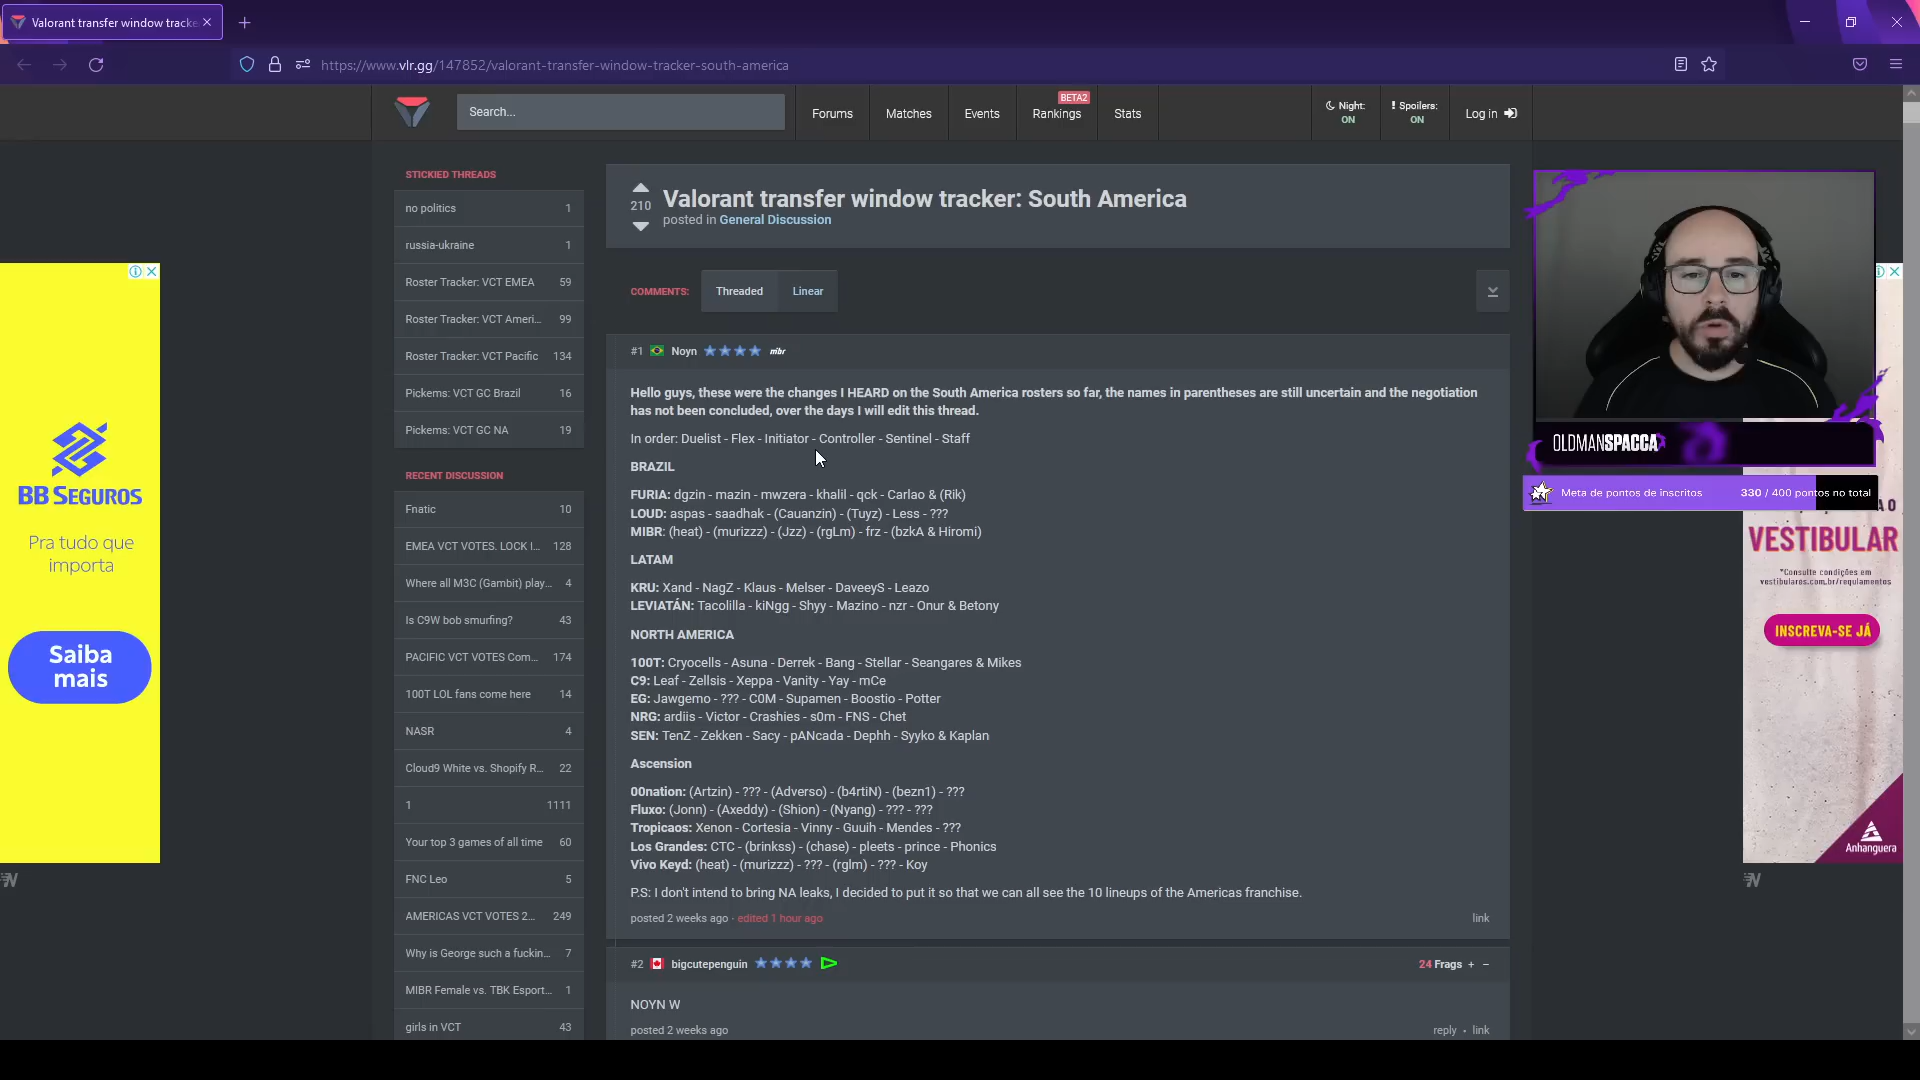 Valorant transfer window tracke
https://www.vlr.gg/147852/valorant-transfer-window-tracker-south-america
Search...
Forums
Matches
Events
BETA2
Rankings
Stats
Night:
ON
! Spoilers:
ON
Log in
STICKIED THREADS
no politics 1
russia-ukraine 1
Roster Tracker: VCT EMEA 59
Roster Tracker: VCT Ameri... 99
Roster Tracker: VCT Pacific 134
Pickems: VCT GC Brazil 16
Pickems: VCT GC NA 19
RECENT DISCUSSION
Fnatic 10
EMEA VCT VOTES. LOCK I... 128
Where all M3C (Gambit) play... 4
Is C9W bob smurfing? 43
PACIFIC VCT VOTES Com... 174
100T LOL fans come here 14
NASR 4
Cloud9 White vs. Shopify R... 22
1 1111
Your top 3 games of all time 60
FNC Leo 5
AMERICAS VCT VOTES 2... 249
Why is George such a fuckin... 7
MIBR Female vs. TBK Esport... 1
girls in VCT 43
210
Valorant transfer window tracker: South America
posted in General Discussion
COMMENTS: Threaded Linear
#1 Noyn mibr
Hello guys, these were the changes I HEARD on the South America rosters so far, the names in parentheses are still uncertain and the negotiation
has not been concluded, over the days I will edit this thread.
In order: Duelist - Flex - Initiator - Controller - Sentinel - Staff
BRAZIL
FURIA: dgzin - mazin - mwzera - khalil - qck - Carlao & (Rik)
LOUD: aspas - saadhak - (Cauanzin) - (Tuyz) - Less - ???
MIBR: (heat) - (murizzz) - (Jzz) - (rgLm) - frz - (bzkA & Hiromi)
LATAM
KRU: Xand - NagZ - Klaus - Melser - DaveeyS - Leazo
LEVIATÁN: Tacolilla - kiNgg - Shyy - Mazino - nzr - Onur & Betony
NORTH AMERICA
100T: Cryocells - Asuna - Derrek - Bang - Stellar - Seangares & Mikes
C9: Leaf - Zellsis - Xeppa - Vanity - Yay - mCe
EG: Jawgemo - ??? - C0M - Supamen - Boostio - Potter
NRG: ardiis - Victor - Crashies - s0m - FNS - Chet
SEN: TenZ - Zekken - Sacy - pANcada - Dephh - Syyko & Kaplan
Ascension
00nation: (Artzin) - ??? - (Adverso) - (b4rtiN) - (bezn1) - ???
Fluxo: (Jonn) - (Axeddy) - (Shion) - (Nyang) - ??? - ???
Tropicaos: Xenon - Cortesia - Vinny - Guuih - Mendes - ???
Los Grandes: CTC - (brinkss) - (chase) - pleets - prince - Phonics
Vivo Keyd: (heat) - (murizzz) - ??? - (rglm) - ??? - Koy
P.S: I don't intend to bring NA leaks, I decided to put it so that we can all see the 10 lineups of the Americas franchise.
posted 2 weeks ago · edited 1 hour ago
link
#2 bigcutepenguin
24 Frags + −
NOYN W
posted 2 weeks ago
reply • link
BB SEGUROS
Pra tudo que
importa
Saiba
mais
OLDMANSPACCA
Meta de pontos de inscritos 330 / 400 pontos no total
VESTIBULAR
*Consulte condições em
vestibulares.com.br/regulamentos
INSCREVA-SE JÁ
Anhanguera